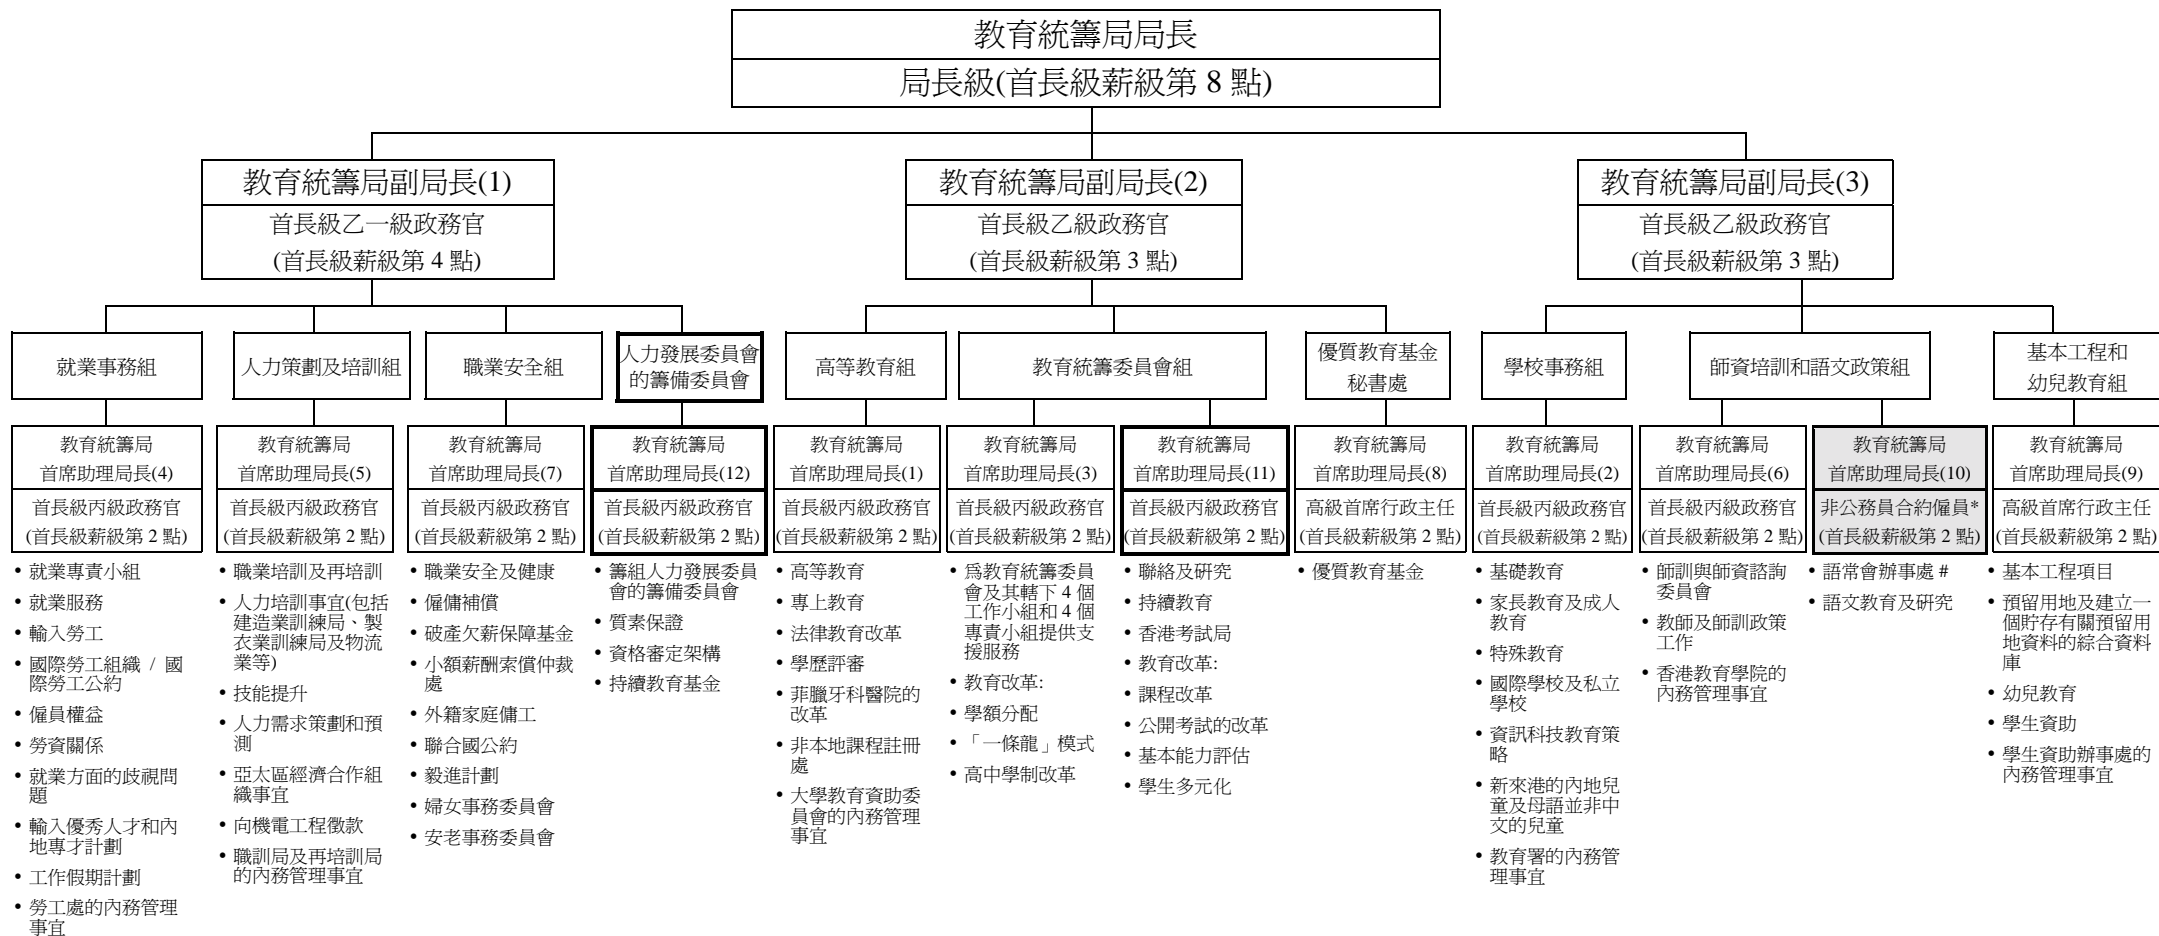 教育統籌局局長
局長級(首長級薪級第 8 點)
教育統籌局副局長(1)
首長級乙一級政務官
(首長級薪級第 4 點)
教育統籌局副局長(2)
首長級乙級政務官
(首長級薪級第 3 點)
教育統籌局副局長(3)
首長級乙級政務官
(首長級薪級第 3 點)
就業事務組
人力策劃及培訓組
職業安全組
人力發展委員會
的籌備委員會
高等教育組
教育統籌委員會組
優質教育基金
秘書處
學校事務組
師資培訓和語文政策組
基本工程和
幼兒教育組
教育統籌局
首席助理局長(4)
首長級丙級政務官
(首長級薪級第 2 點)
• 就業專責小組
• 就業服務
• 輸入勞工
• 國際勞工組織 / 國
際勞工公約
• 僱員權益
• 勞資關係
• 就業方面的歧視問
題
• 輸入優秀人才和內
地專才計劃
• 工作假期計劃
• 勞工處的內務管理
事宜
教育統籌局
首席助理局長(5)
首長級丙級政務官
(首長級薪級第 2 點)
• 職業培訓及再培訓
• 人力培訓事宜(包括
建造業訓練局、製
衣業訓練局及物流
業等)
• 技能提升
• 人力需求策劃和預
測
• 亞太區經濟合作組
織事宜
• 向機電工程徵款
• 職訓局及再培訓局
的內務管理事宜
教育統籌局
首席助理局長(7)
首長級丙級政務官
(首長級薪級第 2 點)
• 職業安全及健康
• 僱傭補償
• 破產欠薪保障基金
• 小額薪酬索償仲裁
處
• 外籍家庭傭工
• 聯合國公約
• 毅進計劃
• 婦女事務委員會
• 安老事務委員會
教育統籌局
首席助理局長(12)
首長級丙級政務官
(首長級薪級第 2 點)
• 籌組人力發展委員
會的籌備委員會
• 質素保證
• 資格審定架構
• 持續教育基金
教育統籌局
首席助理局長(1)
首長級丙級政務官
(首長級薪級第 2 點)
• 高等教育
• 專上教育
• 法律教育改革
• 學歷評審
• 菲臘牙科醫院的
改革
• 非本地課程註冊
處
• 大學教育資助委
員會的內務管理
事宜
教育統籌局
首席助理局長(3)
首長級丙級政務官
(首長級薪級第 2 點)
• 為教育統籌委員
會及其轄下 4 個
工作小組和 4 個
專責小組提供支
援服務
• 教育改革:
• 學額分配
• 「一條龍」模式
• 高中學制改革
教育統籌局
首席助理局長(11)
首長級丙級政務官
(首長級薪級第 2 點)
• 聯絡及研究
• 持續教育
• 香港考試局
• 教育改革:
• 課程改革
• 公開考試的改革
• 基本能力評估
• 學生多元化
教育統籌局
首席助理局長(8)
高級首席行政主任
(首長級薪級第 2 點)
• 優質教育基金
教育統籌局
首席助理局長(2)
首長級丙級政務官
(首長級薪級第 2 點)
• 基礎教育
• 家長教育及成人
教育
• 特殊教育
• 國際學校及私立
學校
• 資訊科技教育策
略
• 新來港的內地兒
童及母語並非中
文的兒童
• 教育署的內務管
理事宜
教育統籌局
首席助理局長(6)
首長級丙級政務官
(首長級薪級第 2 點)
• 師訓與師資諮詢
委員會
• 教師及師訓政策
工作
• 香港教育學院的
內務管理事宜
教育統籌局
首席助理局長(10)
非公務員合約僱員*
(首長級薪級第 2 點)
• 語常會辦事處 #
• 語文教育及研究
教育統籌局
首席助理局長(9)
高級首席行政主任
(首長級薪級第 2 點)
• 基本工程項目
• 預留用地及建立一
個貯存有關預留用
地資料的綜合資料
庫
• 幼兒教育
• 學生資助
• 學生資助辦事處的
內務管理事宜